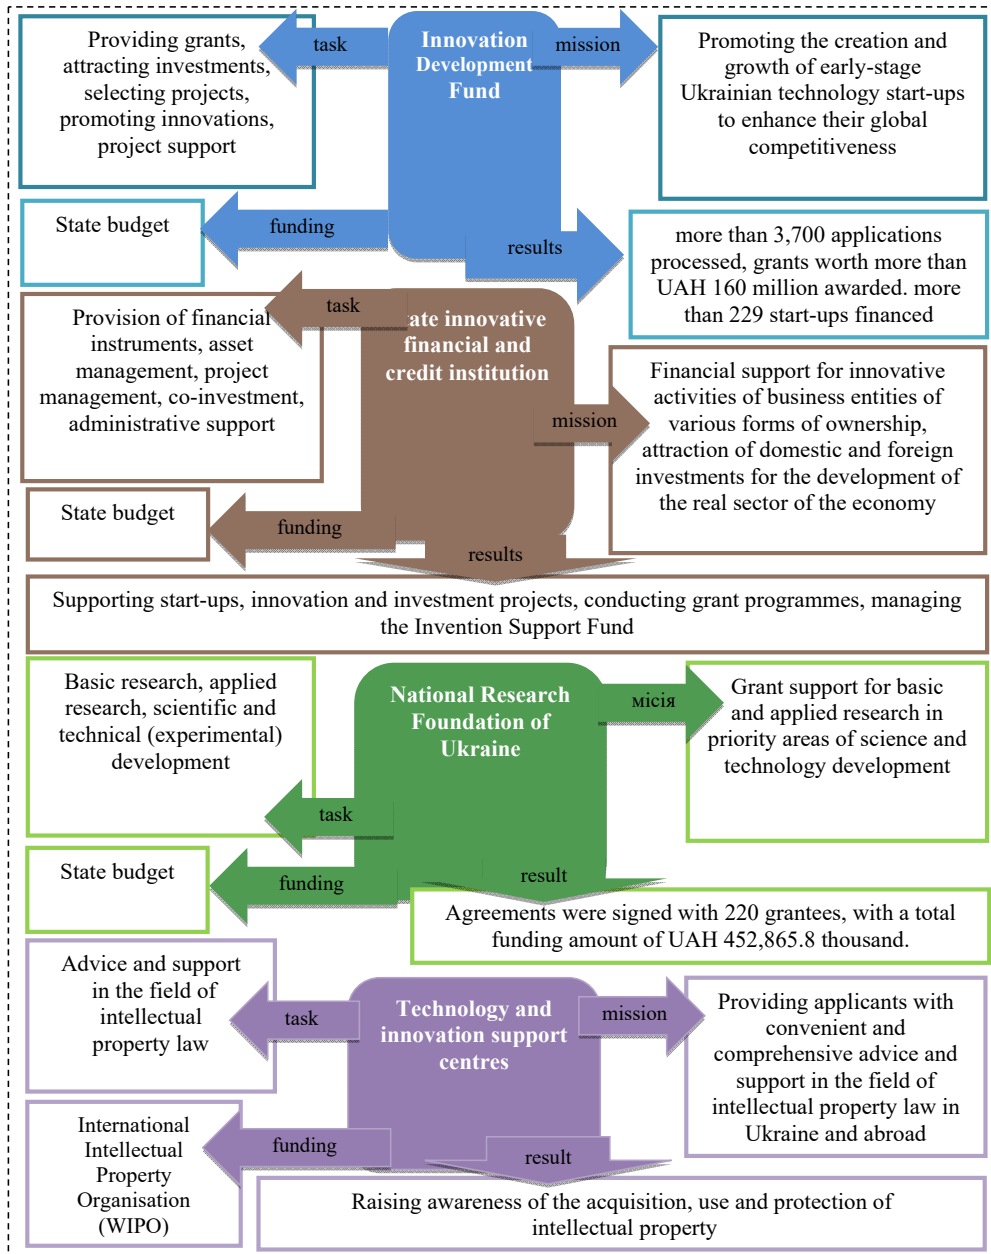 Providing grants,
attracting investments,
selecting projects,
promoting innovations,
project support
task
Innovation
Development
Fund
mission
Promoting the creation and
growth of early-stage
Ukrainian technology start-ups
to enhance their global
competitiveness
State budget
funding
results
more than 3,700 applications
processed, grants worth more than
UAH 160 million awarded. more
than 229 start-ups financed
Provision of financial
instruments, asset
management, project
management, co-investment,
administrative support
task
ate innovative
financial and
credit institution
mission
Financial support for innovative
activities of business entities of
various forms of ownership,
attraction of domestic and foreign
investments for the development of
the real sector of the economy
State budget
funding
results
Supporting start-ups, innovation and investment projects, conducting grant programmes, managing
the Invention Support Fund
Basic research, applied
research, scientific and
technical (experimental)
development
task
National Research
Foundation of
Ukraine
місія
Grant support for basic
and applied research in
priority areas of science and
technology development
State budget
funding
result
Agreements were signed with 220 grantees, with a total
funding amount of UAH 452,865.8 thousand.
Advice and support
in the field of
intellectual
property law
task
Technology and
innovation support
centres
mission
Providing applicants with
convenient and
comprehensive advice and
support in the field of
intellectual property law in
Ukraine and abroad
International
Intellectual
Property
Organisation
(WIPO)
funding
result
Raising awareness of the acquisition, use and protection of
intellectual property